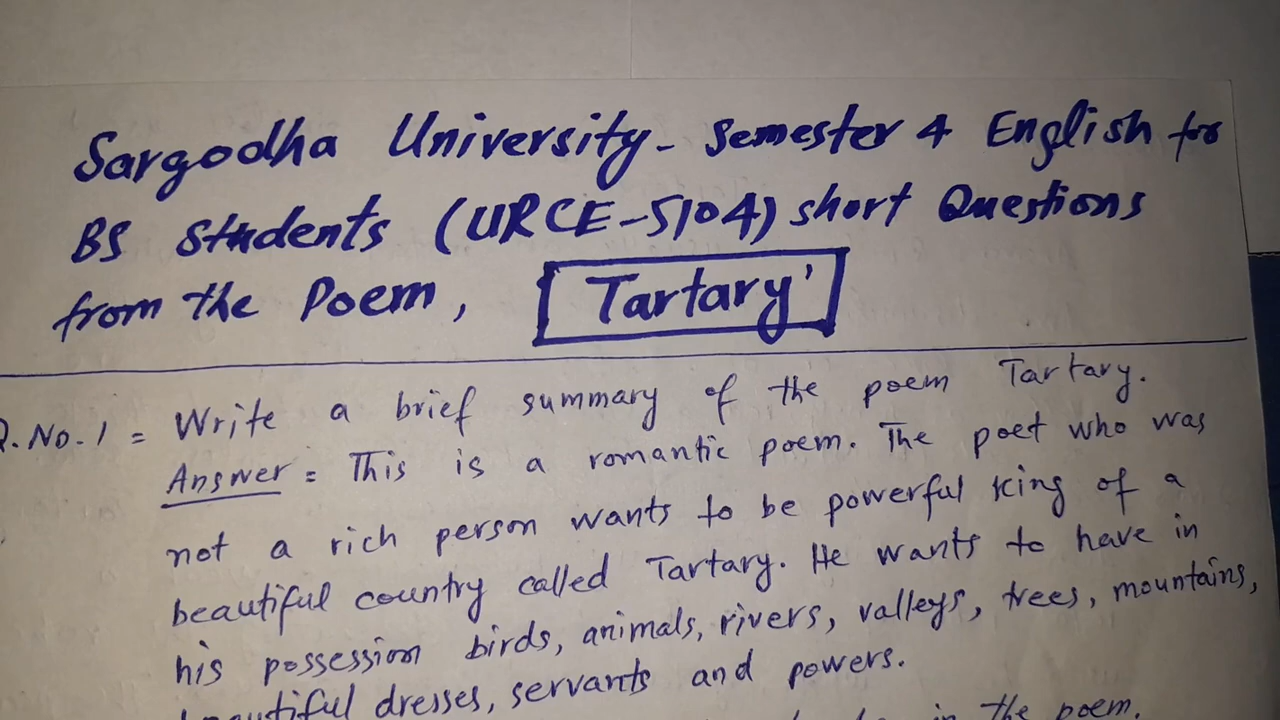 Sargodha University- Semester 4 English for
BS Students (URCE-5104) short Questions
from the Poem, [Tartary']
Q.No.1 = Write a brief summary of the poem Tartary.
Answer = This is a romantic poem. The poet who was
not a rich person wants to be powerful king of a
beautiful country called Tartary. He wants to have in
his possession birds, animals, rivers, valleys, trees, mountains,
beautiful dresses, servants and powers.
in the poem.